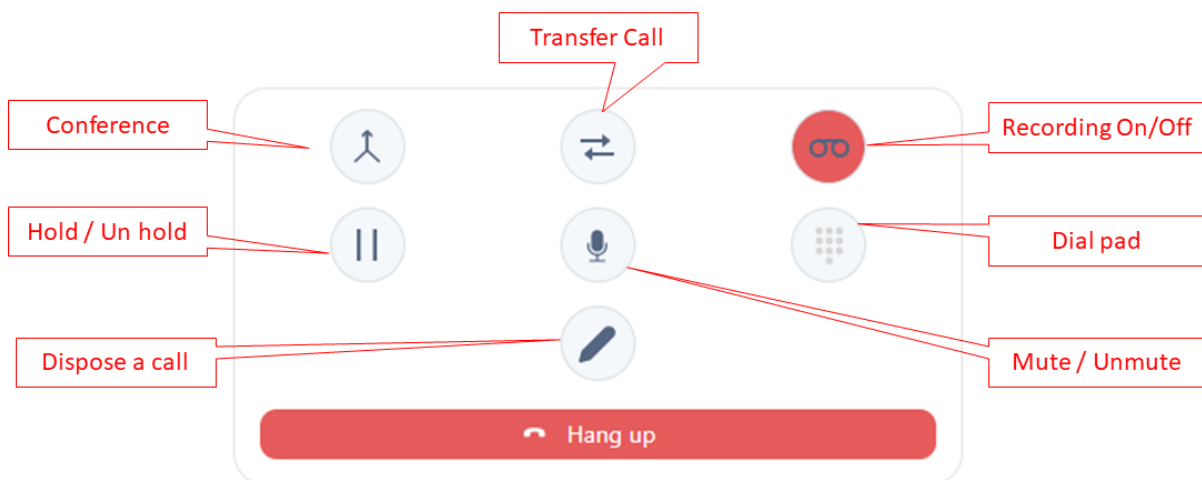 Transfer Call
Conference
Recording On/Off
Hold / Un hold
Dial pad
Dispose a call
Mute / Unmute
Hang up